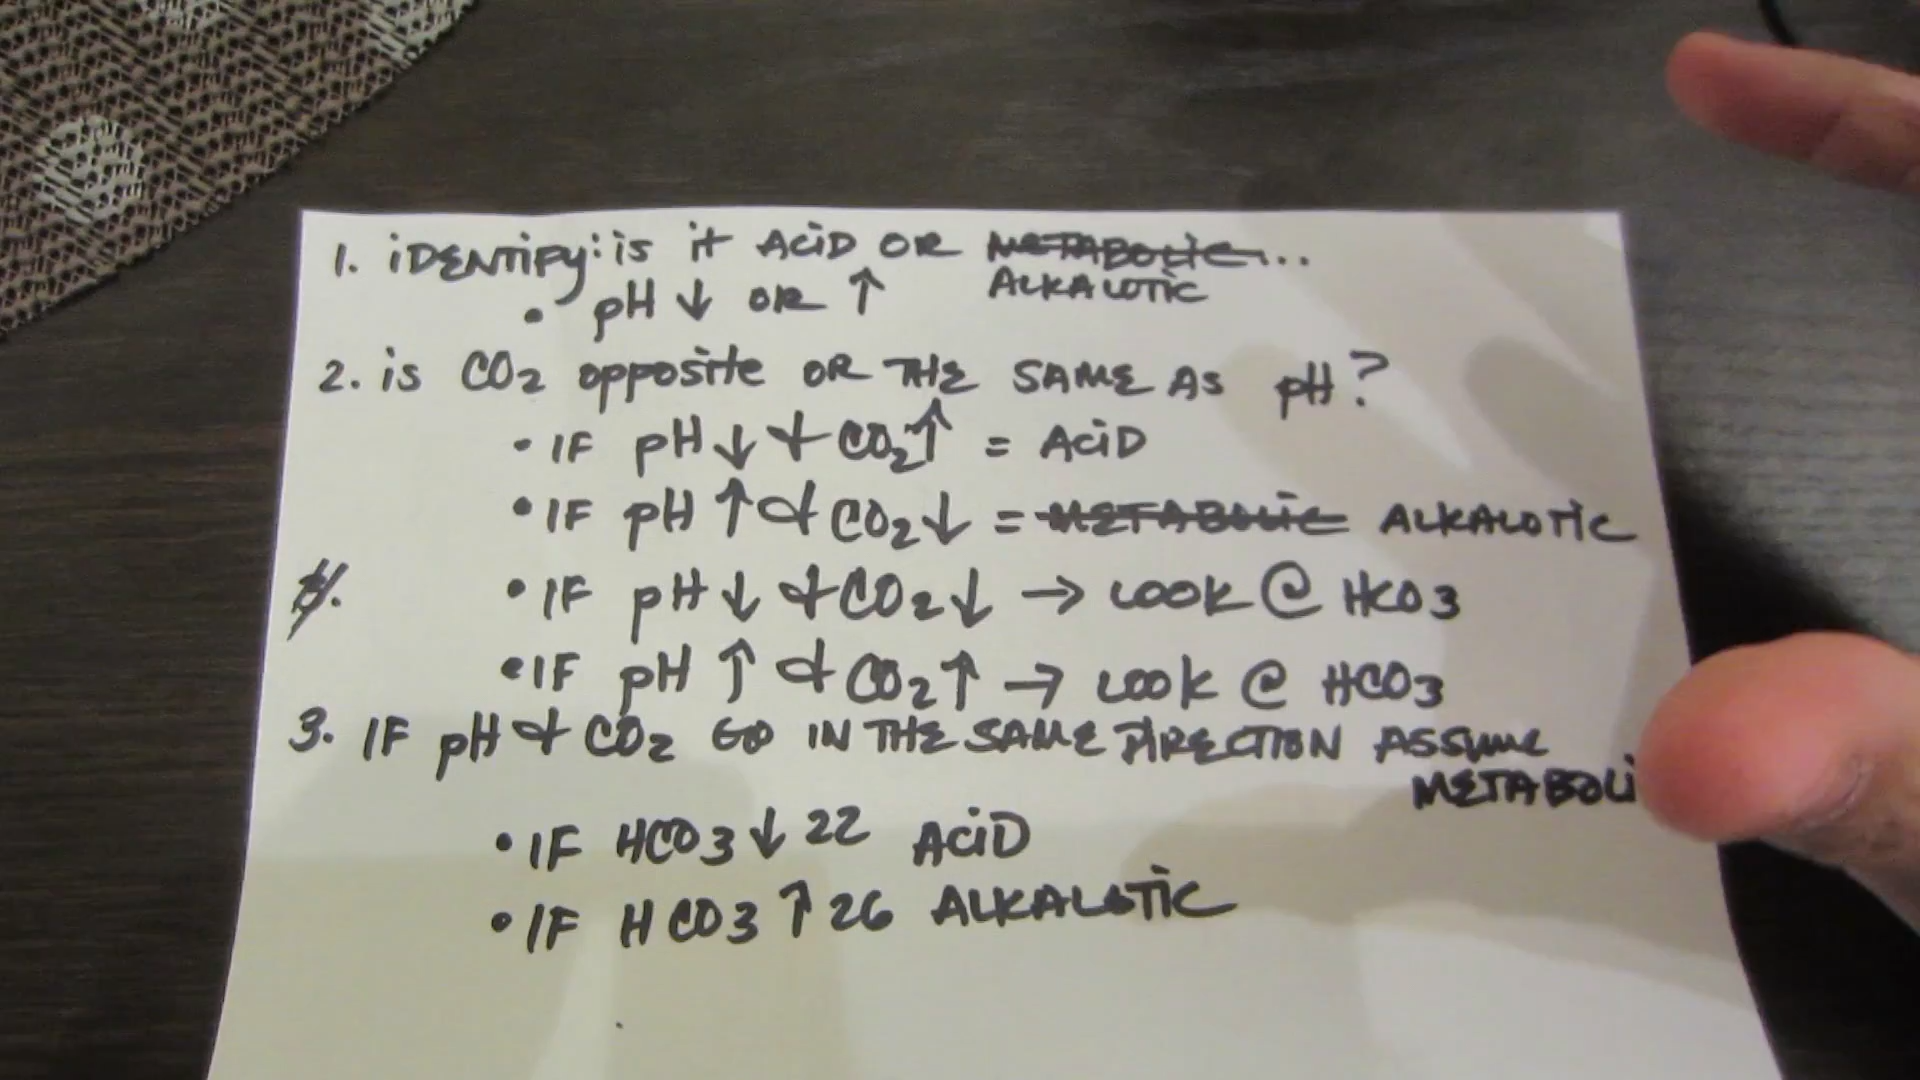 1. iDENTiFy: is it ACiD OR METABOLIC...
• pH ↓ OR ↑ ALKALOTIC
2. is CO2 opposite OR THE SAME AS pH?
• IF pH ↓ & CO2 ↑ = ACiD
• IF pH ↑ & CO2 ↓ = METABOLIC ALKALOTIC
• IF pH ↓ & CO2 ↓ → LOOK @ HCO3
• IF pH ↑ & CO2 ↑ → LOOK @ HCO3
3. IF pH & CO2 GO IN THE SAME DIRECTION ASSUME
METABOLI
• IF HCO3 ↓ 22 ACiD
• IF HCO3 ↑ 26 ALKALOTIC